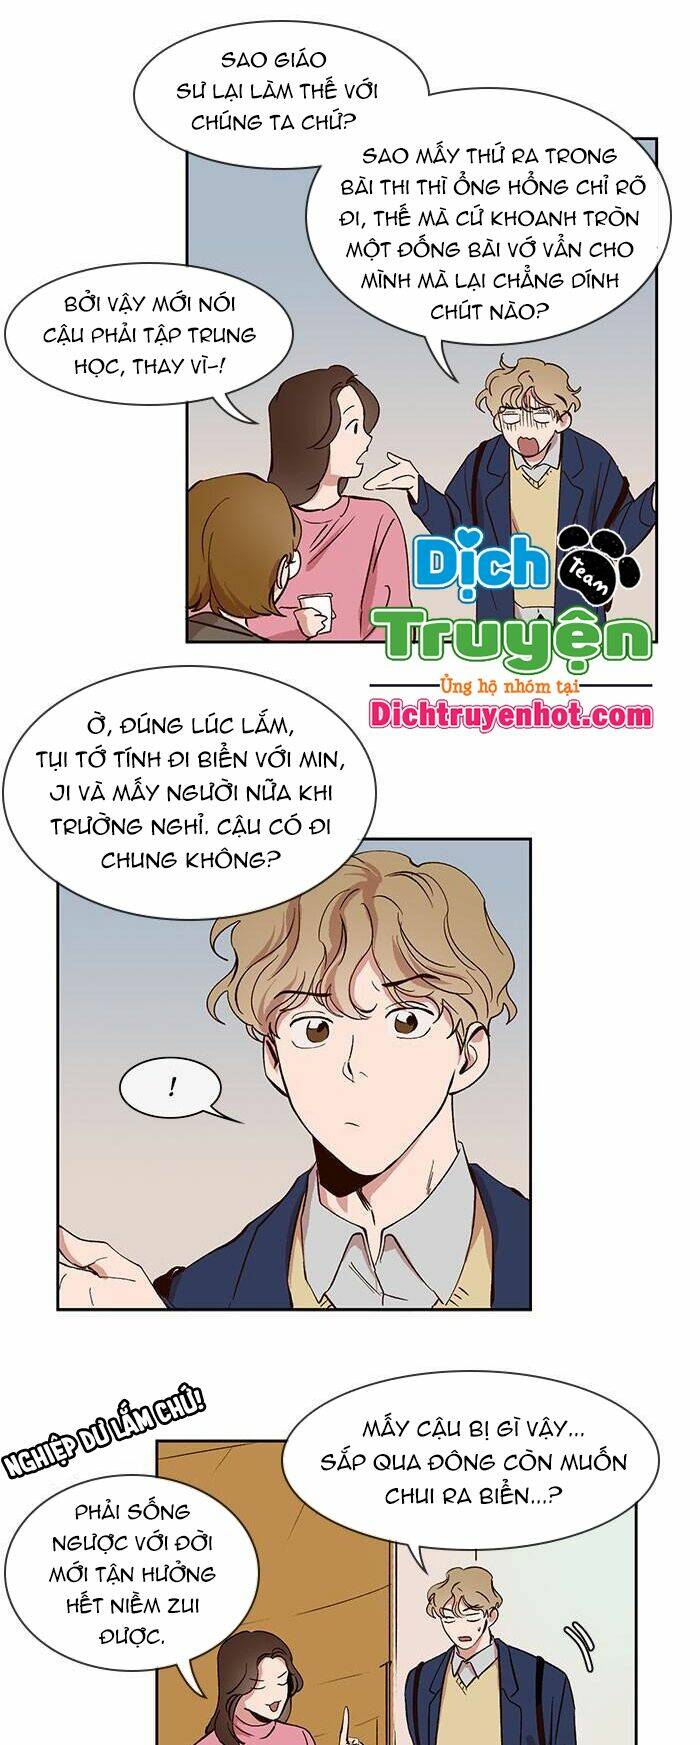 SAO GIÁO
SƯ LẠI LÀM THẾ VỚI
CHÚNG TA CHỨ?
SAO MẤY THỨ RA TRONG
BÀI THI THÌ ỔNG HỔNG CHỈ RÕ
ĐI, THẾ MÀ CỨ KHOANH TRÒN
MỘT ĐỐNG BÀI VỚ VẨN CHO
MÌNH MÀ LẠI CHẲNG DÍNH
CHÚT NÀO?
BỞI VẬY MỚI NÓI
CẬU PHẢI TẬP TRUNG
HỌC, THAY VÌ-!
Dịch
Team
Truyện
Ủng hộ nhóm tại
Dichtruyenhot.com
Ờ, ĐÚNG LÚC LẮM,
TỤI TỚ TÍNH ĐI BIỂN VỚI MIN,
JI VÀ MẤY NGƯỜI NỮA KHI
TRƯỜNG NGHỈ. CẬU CÓ ĐI
CHUNG KHÔNG?
!
NGHIỆP DƯ LẮM CHỨ!
MẤY CẬU BỊ GÌ VẬY...
SẮP QUA ĐÔNG CÒN MUỐN
CHUI RA BIỂN...?
PHẢI SỐNG
NGƯỢC VỚI ĐỜI
MỚI TẬN HƯỞNG
HẾT NIỀM ZUI
ĐƯỢC.